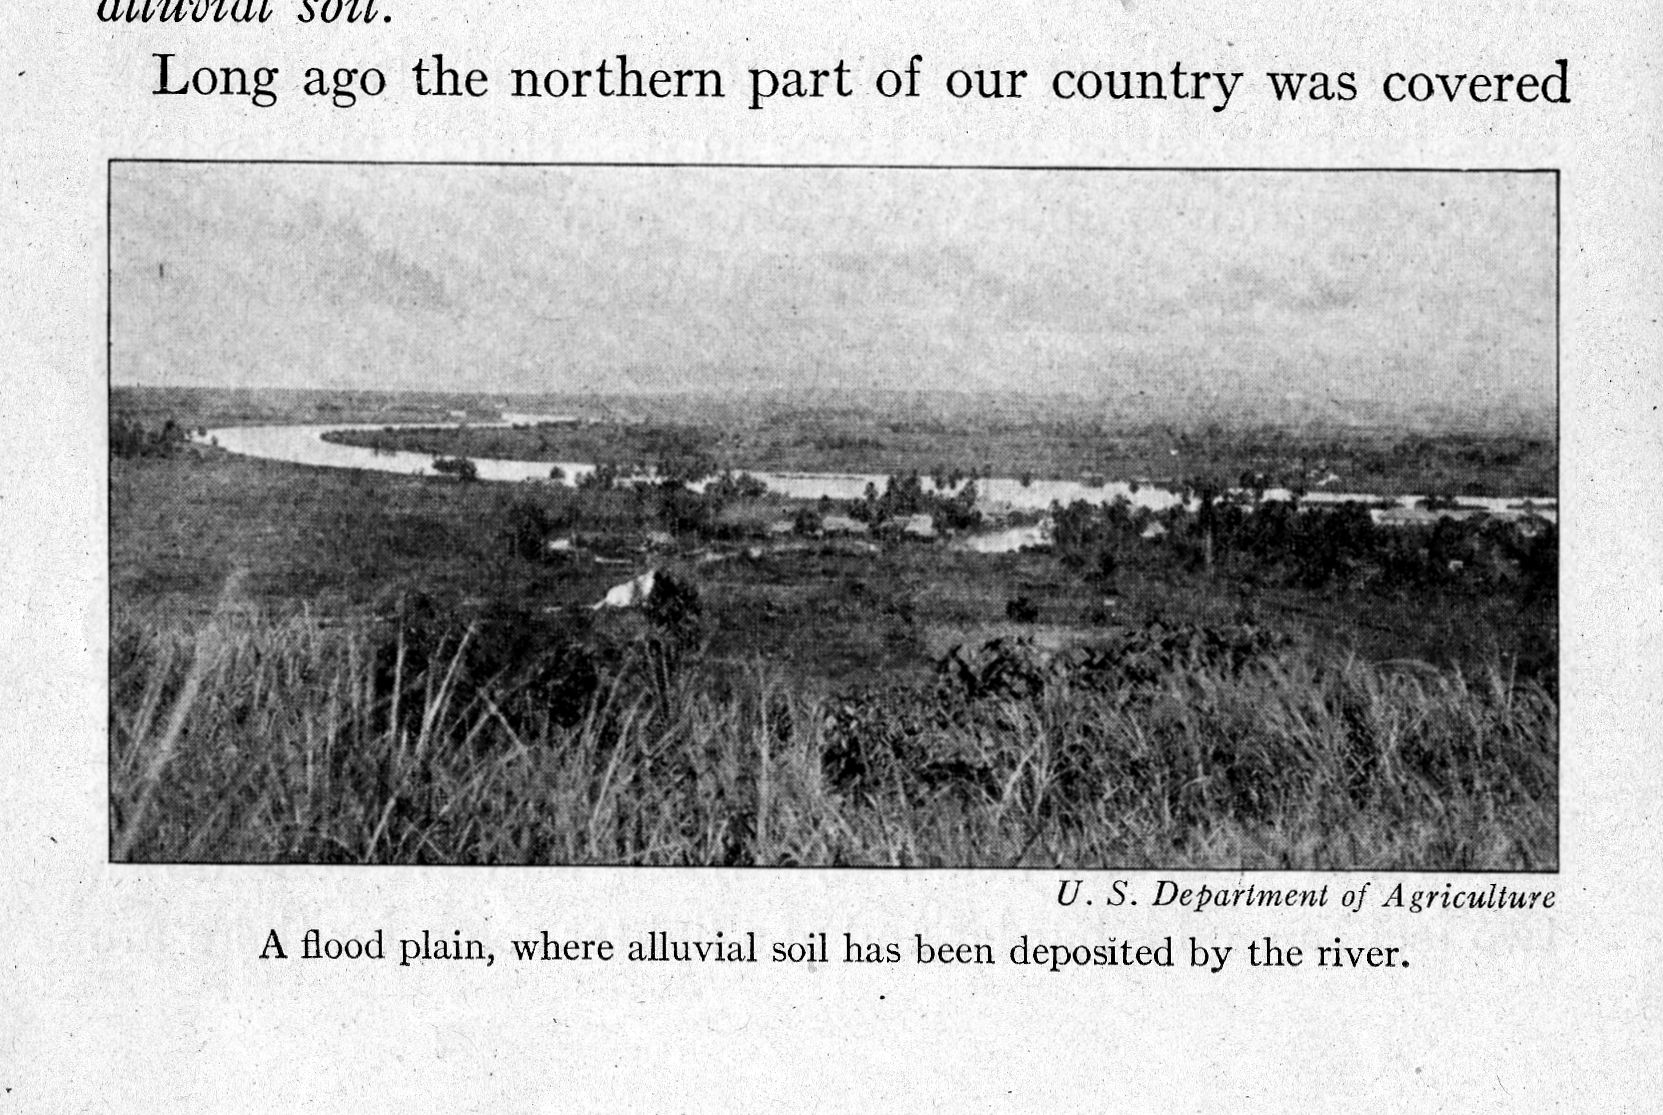 alluvial soil.
Long ago the northern part of our country was covered
U. S. Department of Agriculture
A flood plain, where alluvial soil has been deposited by the river.